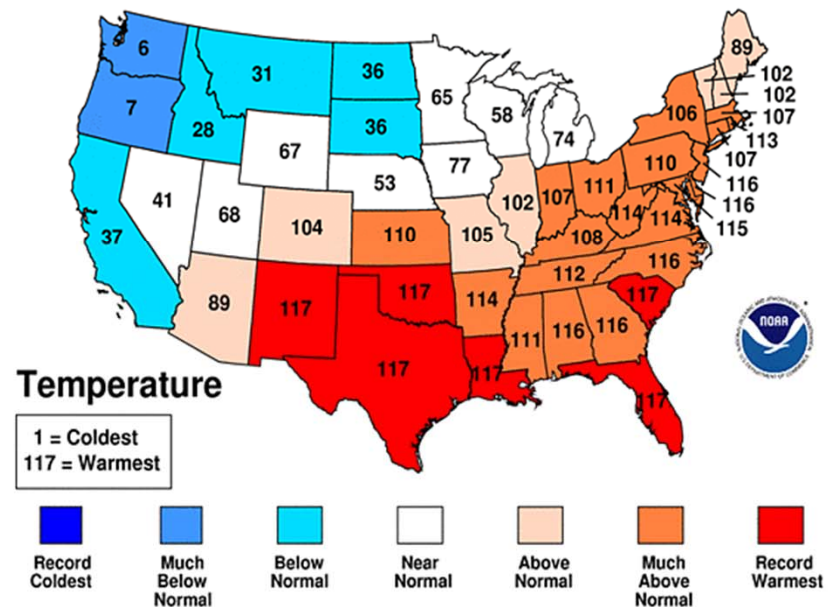 6
7
31
36
65
58
74
89
102
102
107
113
107
116
116
115
28
36
67
77
106
110
41
68
53
102
107
111
114
114
37
104
110
105
108
116
89
117
117
114
112
117
117
117
111
116
116
117
NOAA
Temperature
1 = Coldest
117 = Warmest
Record
Coldest
Much
Below
Normal
Below
Normal
Near
Normal
Above
Normal
Much
Above
Normal
Record
Warmest